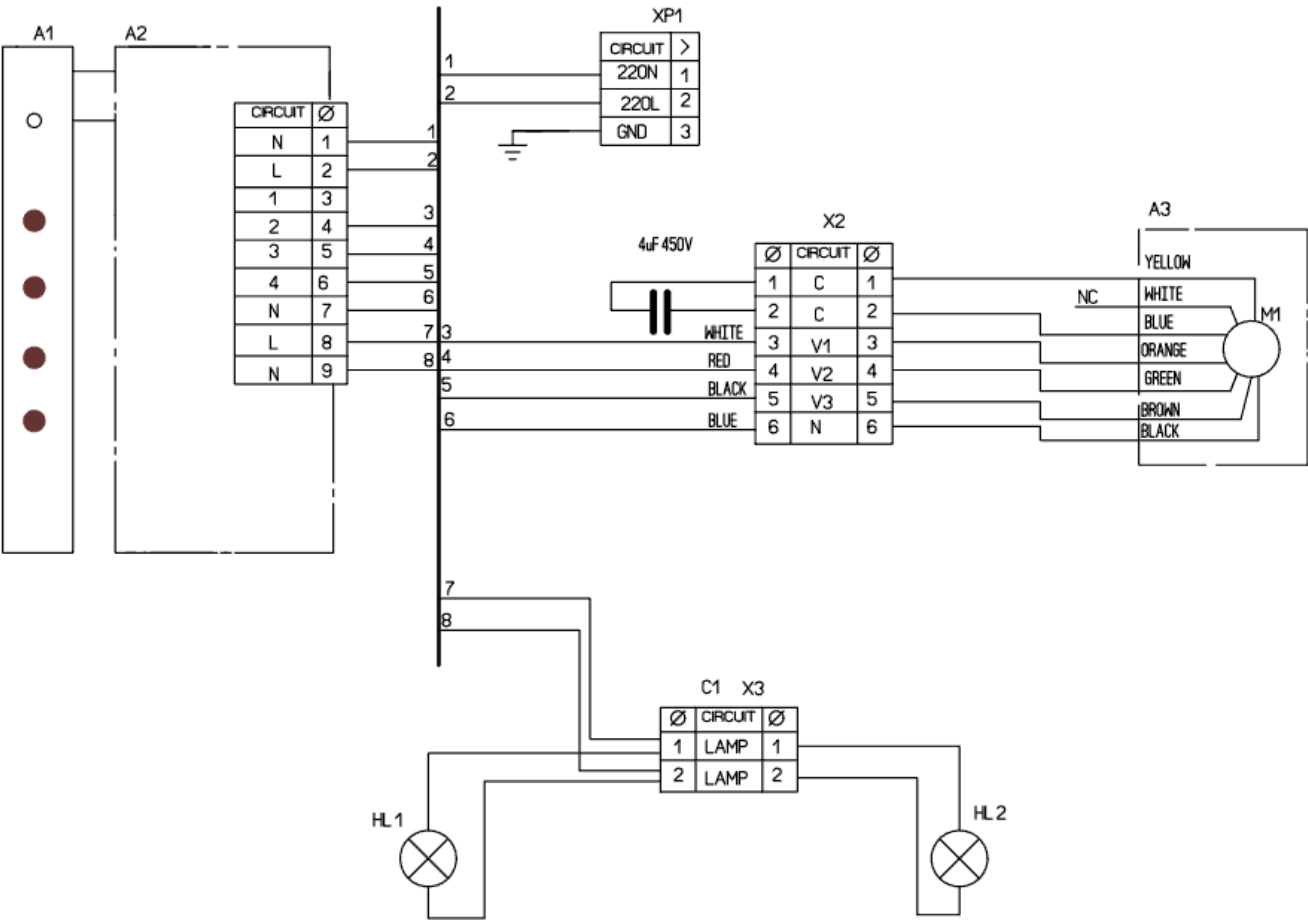 A1
A2
CIRCUIT Ø
N 1
L 2
1 3
2 4
3 5
4 6
N 7
L 8
N 9
1
2
3
4
5
6
7
8
1
2
3
4
5
6
7
8
XP1
CIRCUIT >
220N 1
220L 2
GND 3
4uF 450V
WHITE
RED
BLACK
BLUE
X2
Ø CIRCUIT Ø
1 C 1
2 C 2
3 V1 3
4 V2 4
5 V3 5
6 N 6
A3
YELLOW
NC
WHITE
BLUE
ORANGE
GREEN
BROWN
BLACK
M1
C1 X3
Ø CIRCUIT Ø
1 LAMP 1
2 LAMP 2
HL1
HL2